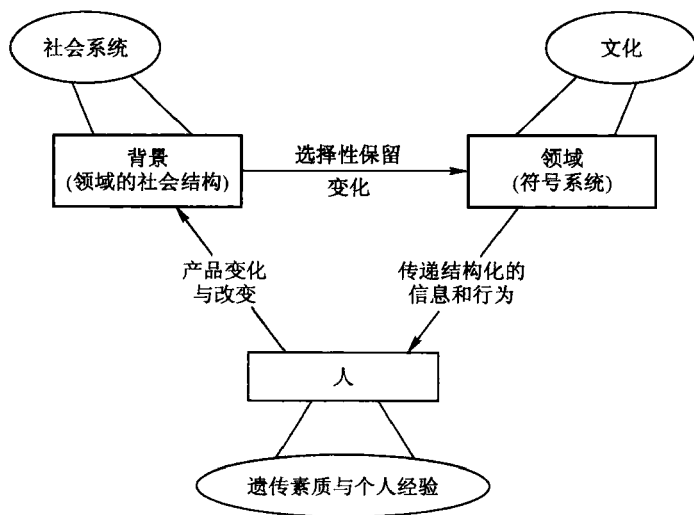 社会系统
文化
背景
(领域的社会结构)
选择性保留
变化
领域
(符号系统)
产品变化
与改变
传递结构化的
信息和行为
人
遗传素质与个人经验